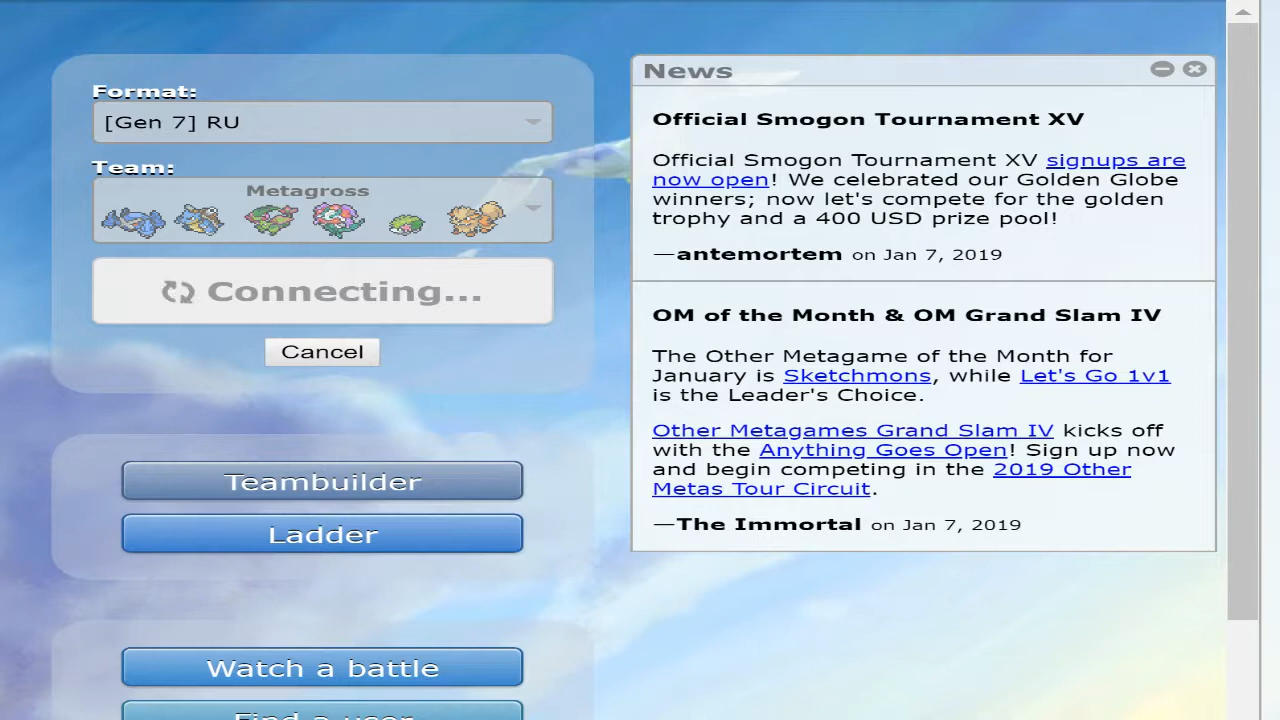 Format:
[Gen 7] RU
Team:
Metagross
Connecting...
Cancel
Teambuilder
Ladder
Watch a battle
Find a user
News
Official Smogon Tournament XV
Official Smogon Tournament XV signups are
now open! We celebrated our Golden Globe
winners; now let's compete for the golden
trophy and a 400 USD prize pool!
—antemortem on Jan 7, 2019
OM of the Month & OM Grand Slam IV
The Other Metagame of the Month for
January is Sketchmons, while Let's Go 1v1
is the Leader's Choice.
Other Metagames Grand Slam IV kicks off
with the Anything Goes Open! Sign up now
and begin competing in the 2019 Other
Metas Tour Circuit.
—The Immortal on Jan 7, 2019